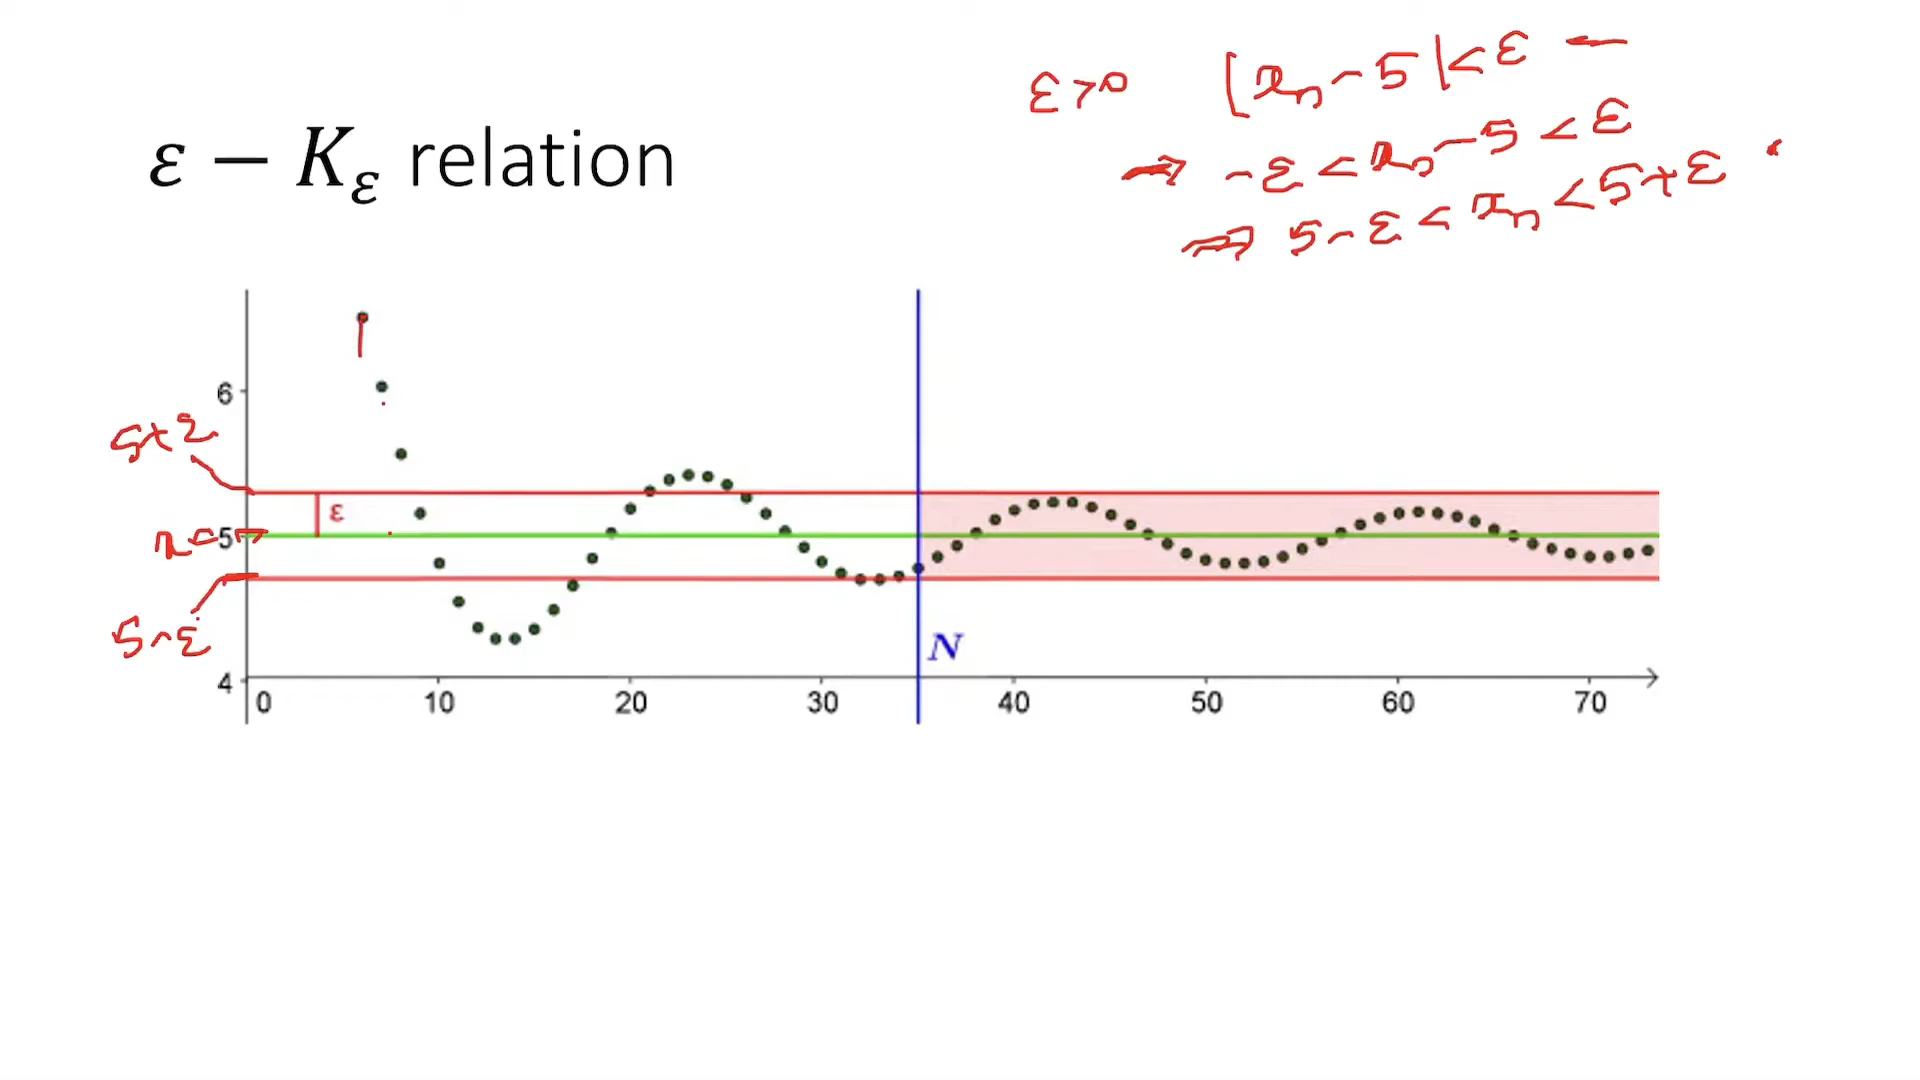 ε > 0 |xₙ - 5| < ε ←
⇒ -ε < xₙ - 5 < ε
⇒ 5 - ε < xₙ < 5 + ε
ε − Kε relation
6
5+ε
ε
x= 5
5-ε
N
4
0 10 20 30 40 50 60 70